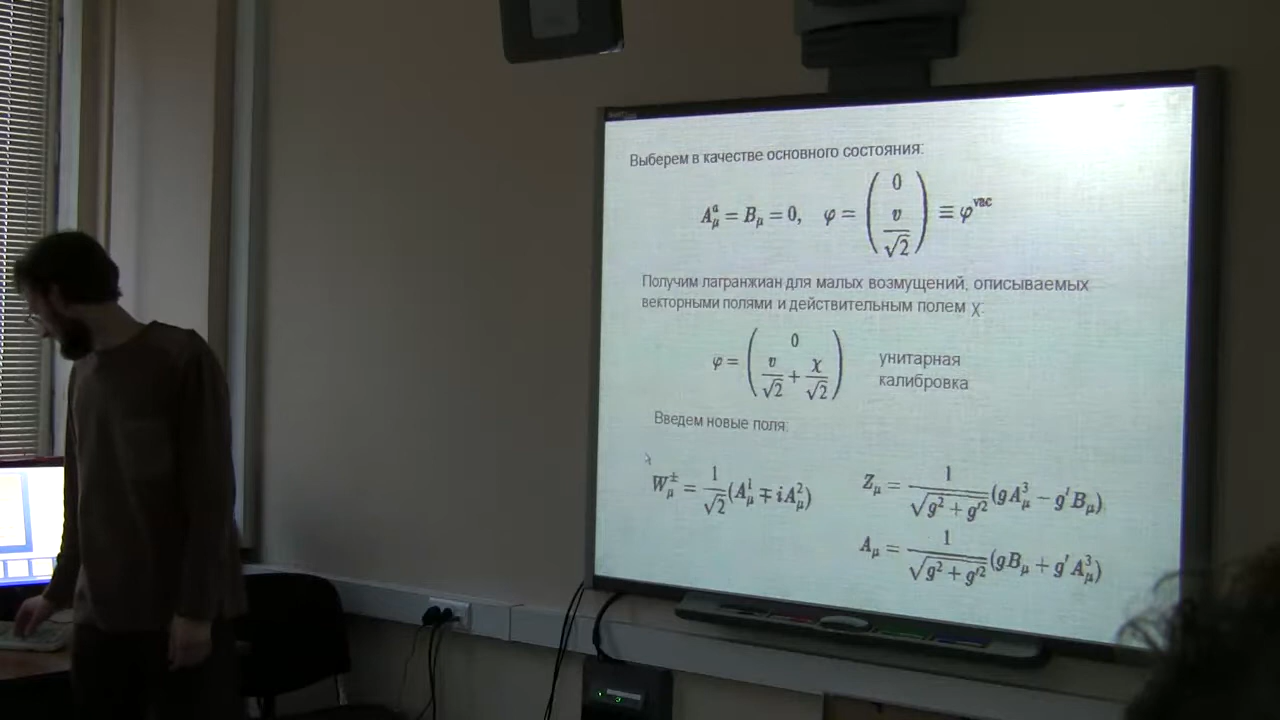 Выберем в качестве основного состояния:
A^a_μ = B_μ = 0, φ = ( 0 v/√2 ) ≡ φ^vac
Получим лагранжиан для малых возмущений, описываемых
векторными полями и действительным полем χ:
φ = ( 0 v/√2 + χ/√2 )
унитарная
калибровка
Введем новые поля:
W^±_μ = 1/√2 (A^1_μ ∓ iA^2_μ)
Z_μ = 1/√(g² + g'²) (gA^3_μ − g'B_μ)
A_μ = 1/√(g² + g'²) (gB_μ + g'A^3_μ)